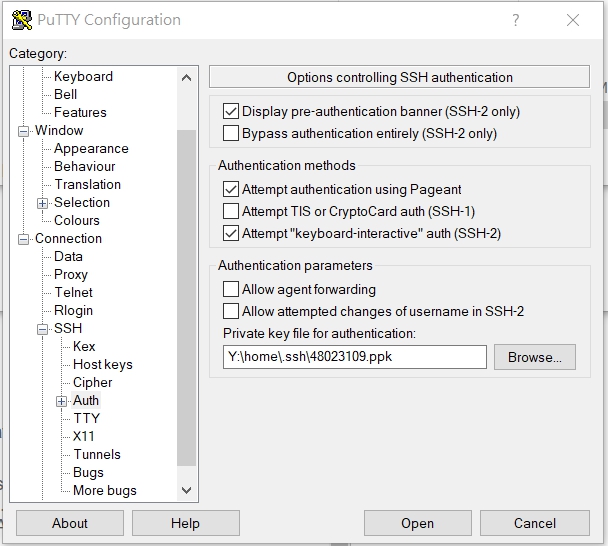 PuTTY Configuration
Category:
Keyboard
Bell
Features
Window
Appearance
Behaviour
Translation
Selection
Colours
Connection
Data
Proxy
Telnet
Rlogin
SSH
Kex
Host keys
Cipher
Auth
TTY
X11
Tunnels
Bugs
More bugs
Options controlling SSH authentication
Display pre-authentication banner (SSH-2 only)
Bypass authentication entirely (SSH-2 only)
Authentication methods
Attempt authentication using Pageant
Attempt TIS or CryptoCard auth (SSH-1)
Attempt "keyboard-interactive" auth (SSH-2)
Authentication parameters
Allow agent forwarding
Allow attempted changes of username in SSH-2
Private key file for authentication:
Y:\home\.ssh\48023109.ppk
Browse...
About
Help
Open
Cancel